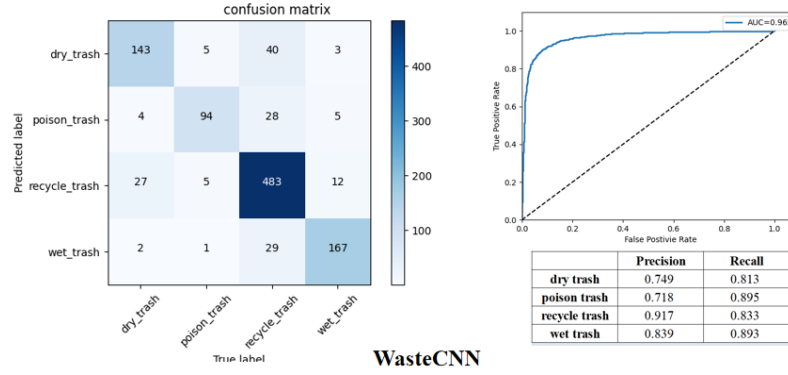 confusion matrix
dry_trash 143 5 40 3
poison_trash 4 94 28 5
recycle_trash 27 5 483 12
wet_trash 2 1 29 167
Predicted label
dry_trash poison_trash recycle_trash wet_trash
True label
400
300
200
100
AUC=0.96
1.0
0.8
0.6
0.4
0.2
0.0
True Positive Rate
0.0 0.2 0.4 0.6 0.8 1.0
False Postivie Rate
Precision Recall
dry trash 0.749 0.813
poison trash 0.718 0.895
recycle trash 0.917 0.833
wet trash 0.839 0.893
WasteCNN